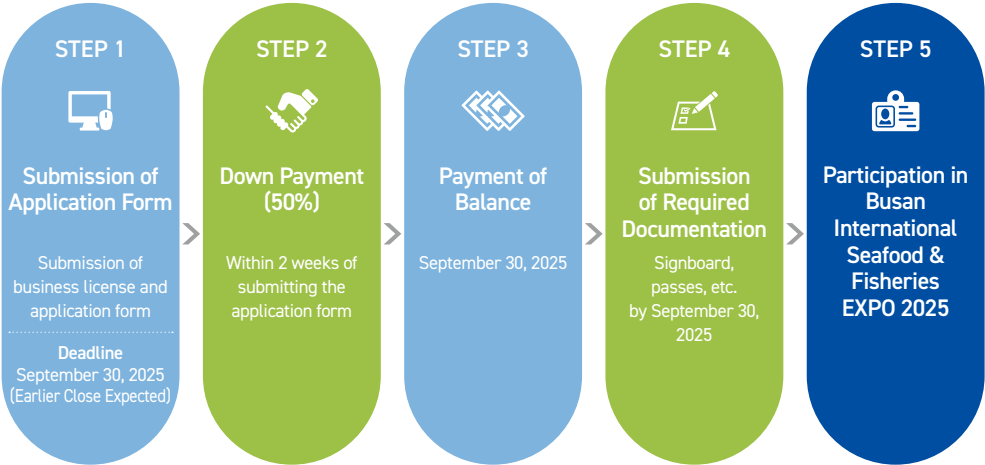 STEP 1
Submission of
Application Form
Submission of
business license and
application form
Deadline
September 30, 2025
(Earlier Close Expected)
STEP 2
Down Payment
(50%)
Within 2 weeks of
submitting the
application form
STEP 3
Payment of
Balance
September 30, 2025
STEP 4
Submission
of Required
Documentation
Signboard,
passes, etc.
by September 30,
2025
STEP 5
Participation in
Busan
International
Seafood &
Fisheries
EXPO 2025